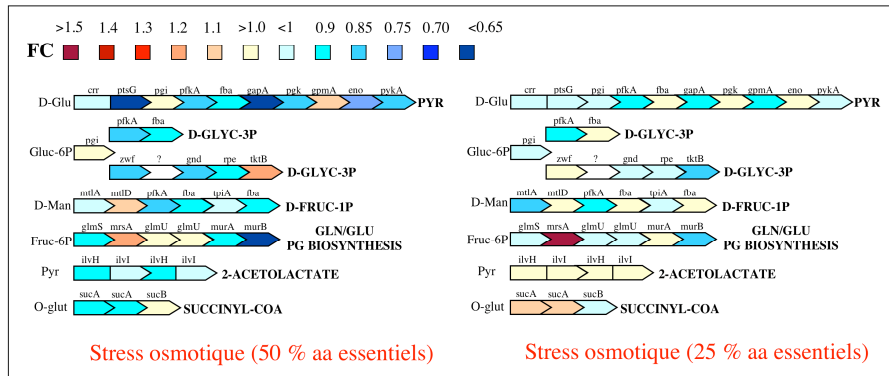 >1.5 1.4 1.3 1.2 1.1 >1.0 <1 0.9 0.85 0.75 0.70 <0.65
FC
crr ptsG pgi pfkA fba gapA pgk gpmA eno pykA
D-Glu PYR
pfkA fba
D-GLYC-3P
pgi
Gluc-6P
zwf ? gnd rpe tktB
D-GLYC-3P
mtlA mtlD pfkA fba tpiA fba
D-Man D-FRUC-1P
glmS mrsA glmU glmU murA murB
Fruc-6P GLN/GLU
PG BIOSYNTHESIS
ilvH ilvI ilvH ilvI
Pyr 2-ACETOLACTATE
sucA sucA sucB
O-glut SUCCINYL-COA
Stress osmotique (50 % aa essentiels)
crr ptsG pgi pfkA fba gapA pgk gpmA eno pykA
D-Glu PYR
pfkA fba
D-GLYC-3P
pgi
Gluc-6P
zwf ? gnd rpe tktB
D-GLYC-3P
mtlA mtlD pfkA fba tpiA fba
D-Man D-FRUC-1P
glmS mrsA glmU glmU murA murB
Fruc-6P GLN/GLU
PG BIOSYNTHESIS
ilvH ilvI ilvH ilvI
Pyr 2-ACETOLACTATE
sucA sucA sucB
O-glut SUCCINYL-COA
Stress osmotique (25 % aa essentiels)